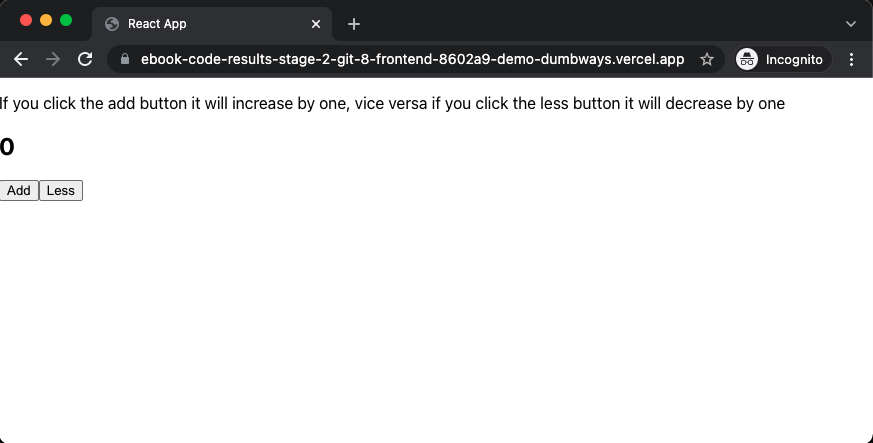 React App
ebook-code-results-stage-2-git-8-frontend-8602a9-demo-dumbways.vercel.app
Incognito
If you click the add button it will increase by one, vice versa if you click the less button it will decrease by one
0
Add Less